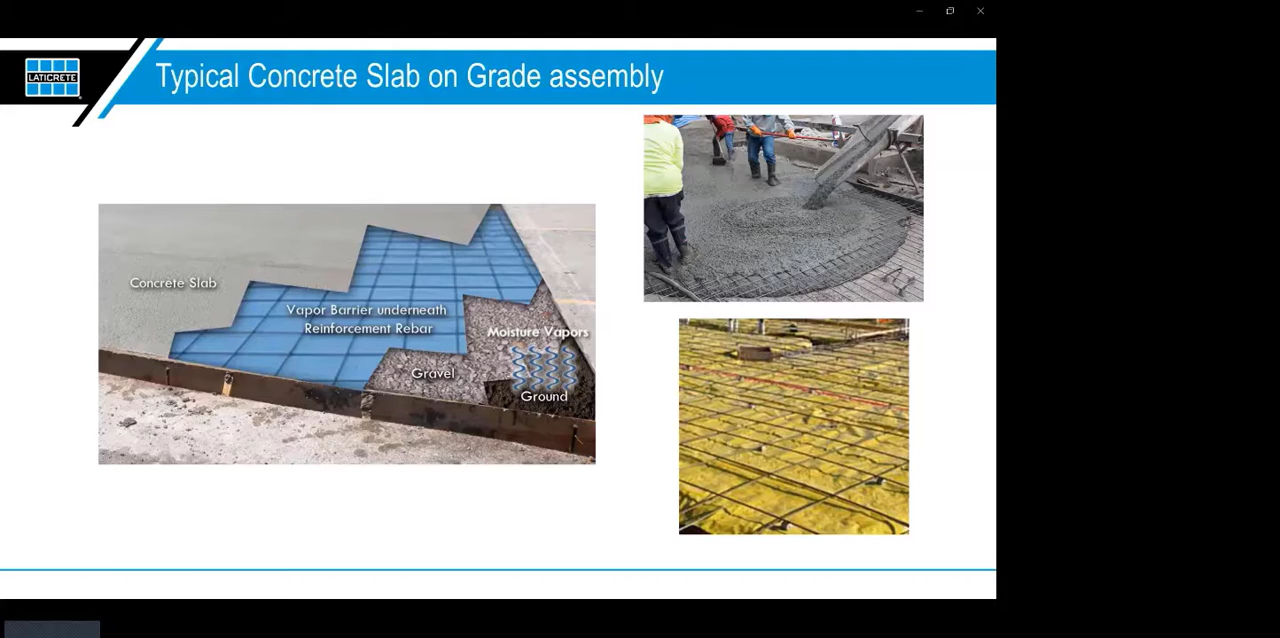 LATICRETE
Typical Concrete Slab on Grade assembly
Concrete Slab
Vapor Barrier underneath
Reinforcement Rebar
Moisture Vapors
Gravel
Ground